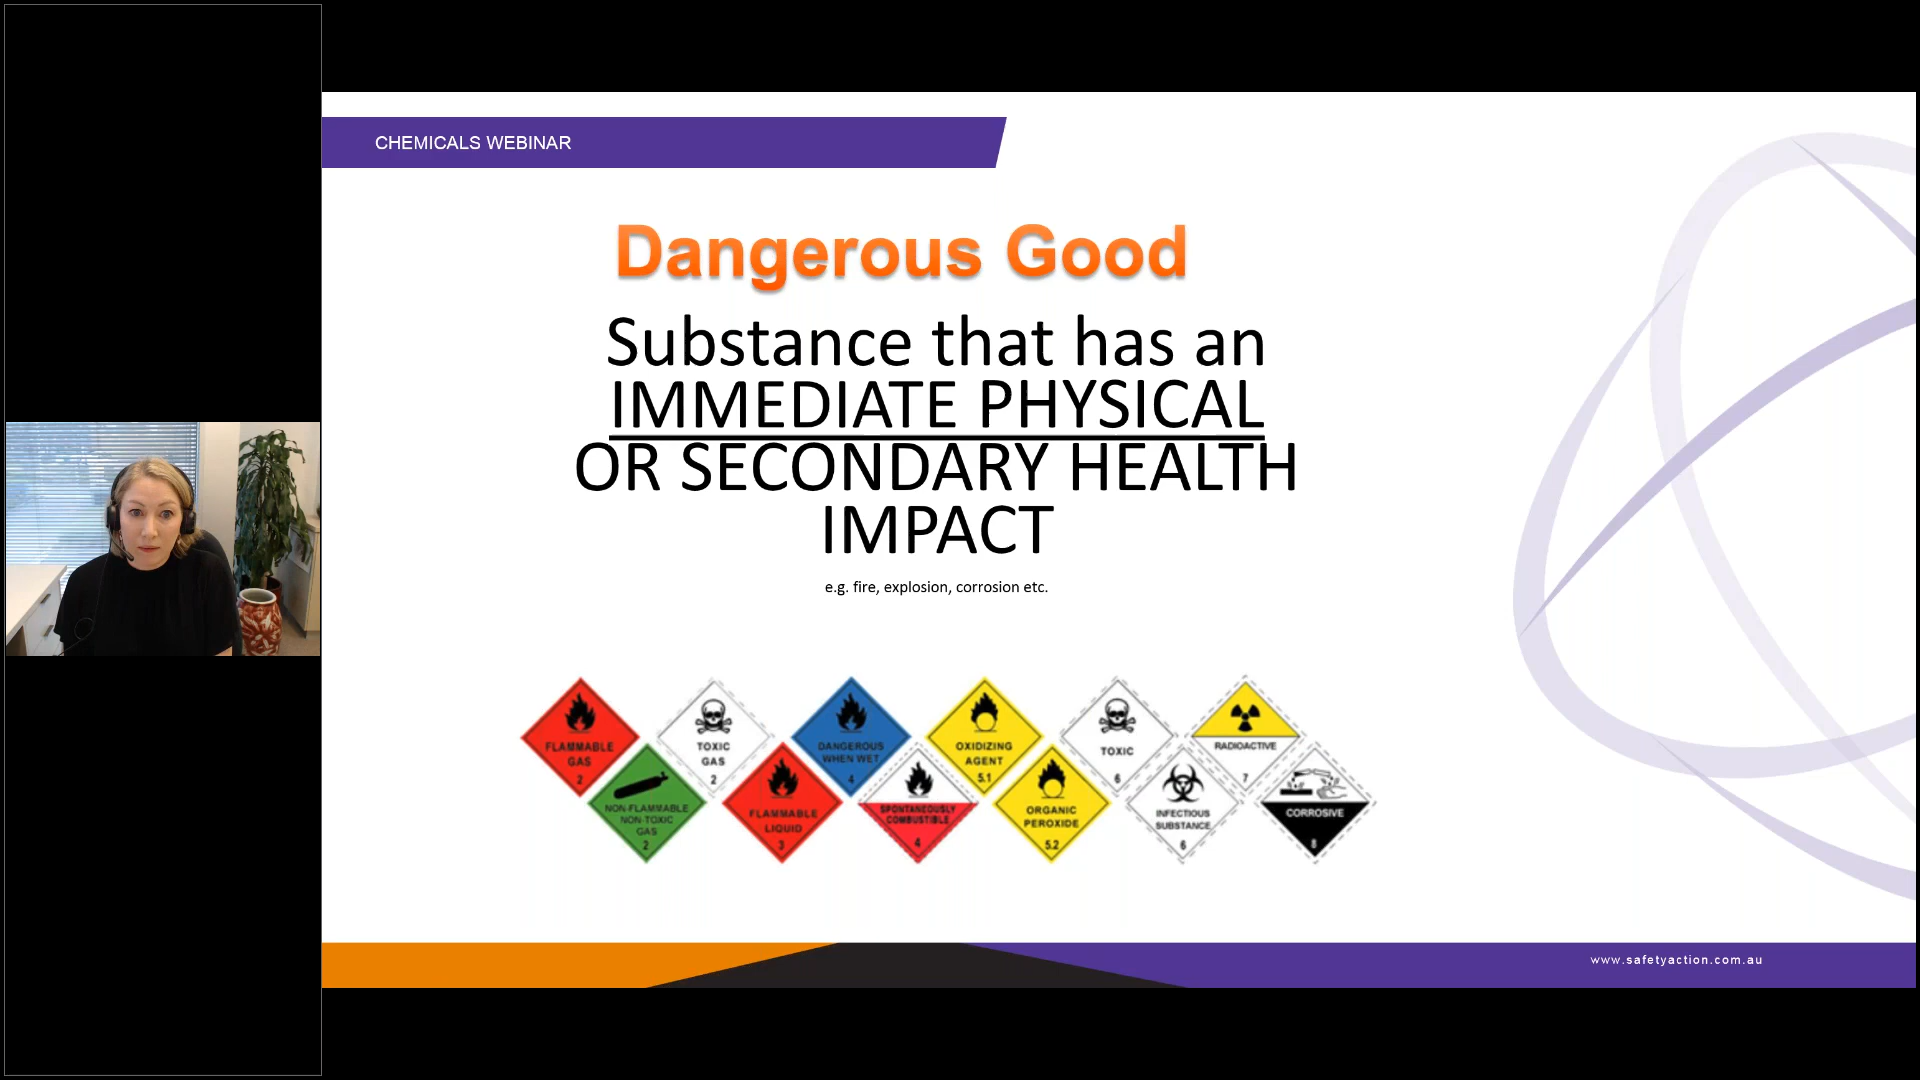 CHEMICALS WEBINAR
Dangerous Good
Substance that has an
IMMEDIATE PHYSICAL
OR SECONDARY HEALTH
IMPACT
e.g. fire, explosion, corrosion etc.
FLAMMABLE
GAS
2
NON-FLAMMABLE
NON-TOXIC
GAS
2
TOXIC
GAS
2
FLAMMABLE
LIQUID
3
DANGEROUS
WHEN WET
4
SPONTANEOUSLY
COMBUSTIBLE
4
OXIDIZING
AGENT
5.1
ORGANIC
PEROXIDE
5.2
TOXIC
6
INFECTIOUS
SUBSTANCE
6
RADIOACTIVE
7
CORROSIVE
8
www.safetyaction.com.au